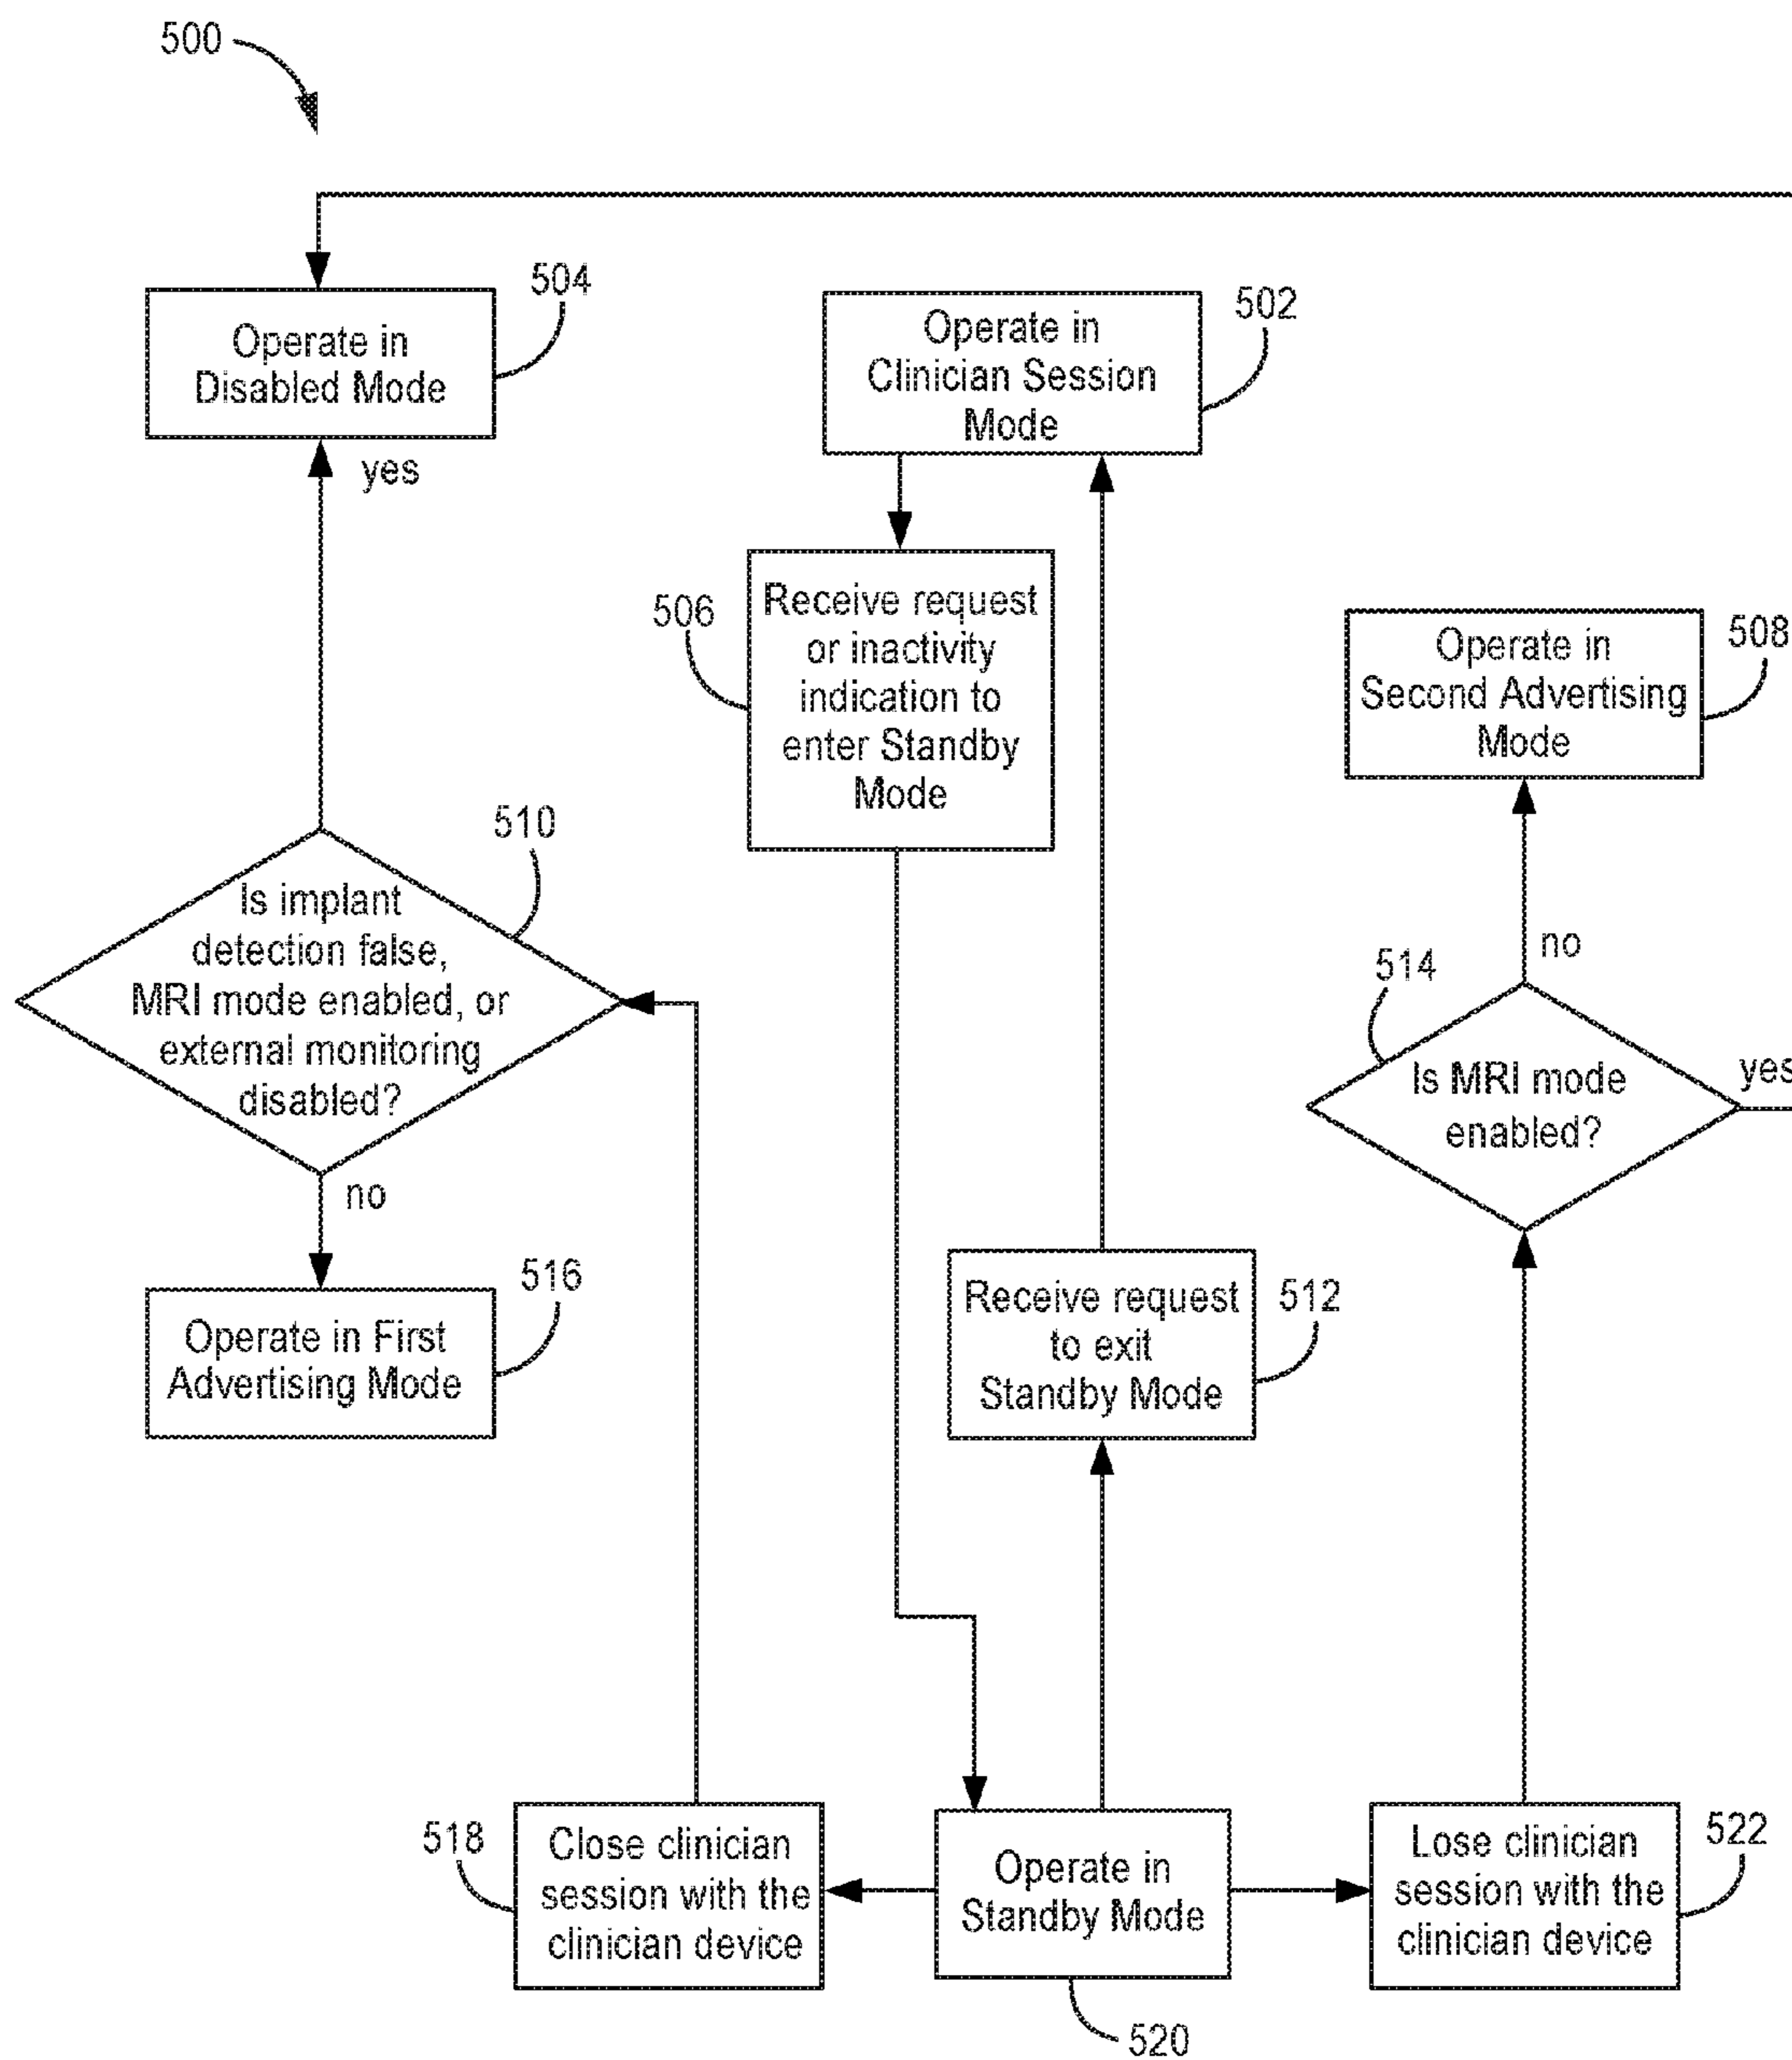 500
504
Operate in
Disabled Mode
yes
502
Operate in
Clinician Session
Mode
506
Receive request
or inactivity
indication to
enter Standby
Mode
508
Operate in
Second Advertising
Mode
510
Is implant
detection false,
MRI mode enabled, or
external monitoring
disabled?
no
514
no
Is MRI mode
enabled?
yes
516
Operate in First
Advertising Mode
512
Receive request
to exit
Standby Mode
518
Close clinician
session with the
clinician device
Operate in
Standby Mode
520
522
Lose clinician
session with the
clinician device